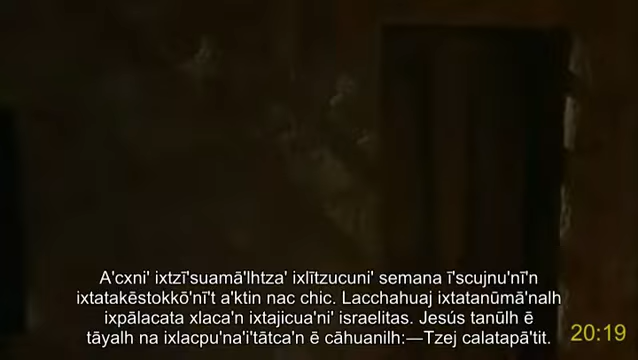 A'cxni' ixtzī'suamā'lhtza' ixlītzucuni' semana ī'scujnu'nī'n
ixtatakēstokkō'nī't a'ktin nac chic. Lacchahuaj ixtatanūmā'nalh
ixpālacata xlaca'n ixtajicua'ni' israelitas. Jesús tanūlh ē
tāyalh na ixlacpu'na'i'tātca'n ē cāhuanilh:—Tzej calatapā'tit.
20:19